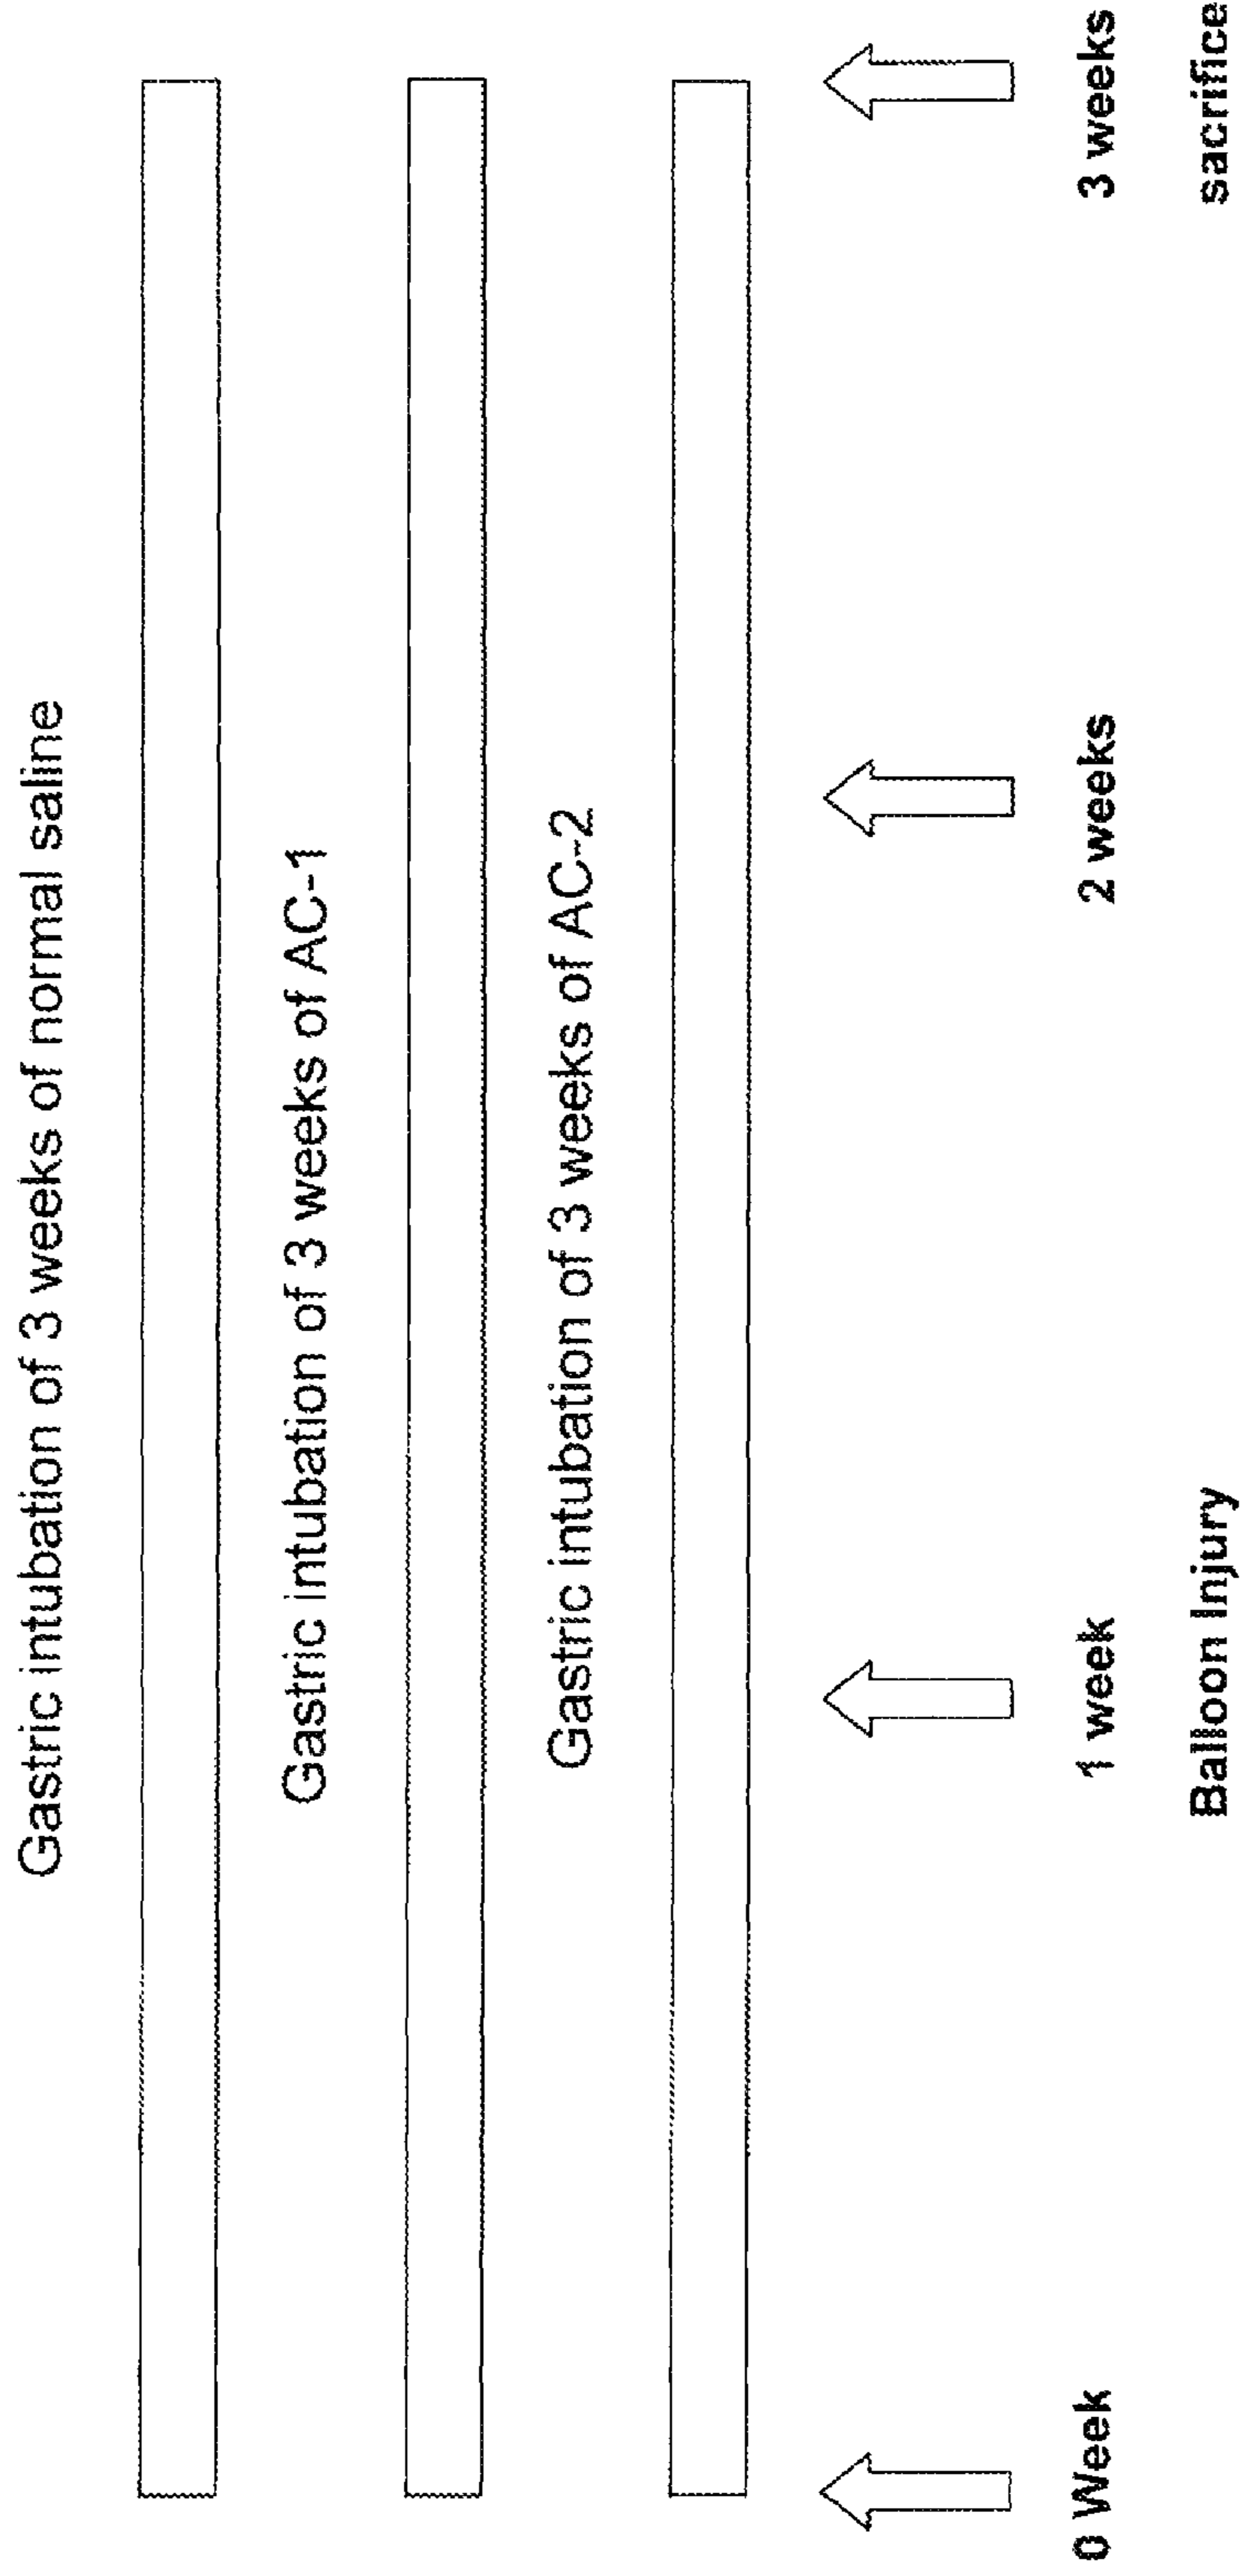 Gastric intubation of 3 weeks of normal saline
Gastric intubation of 3 weeks of AC-1
Gastric intubation of 3 weeks of AC-2
0 Week
1 week
2 weeks
3 weeks
Balloon Injury
sacrifice